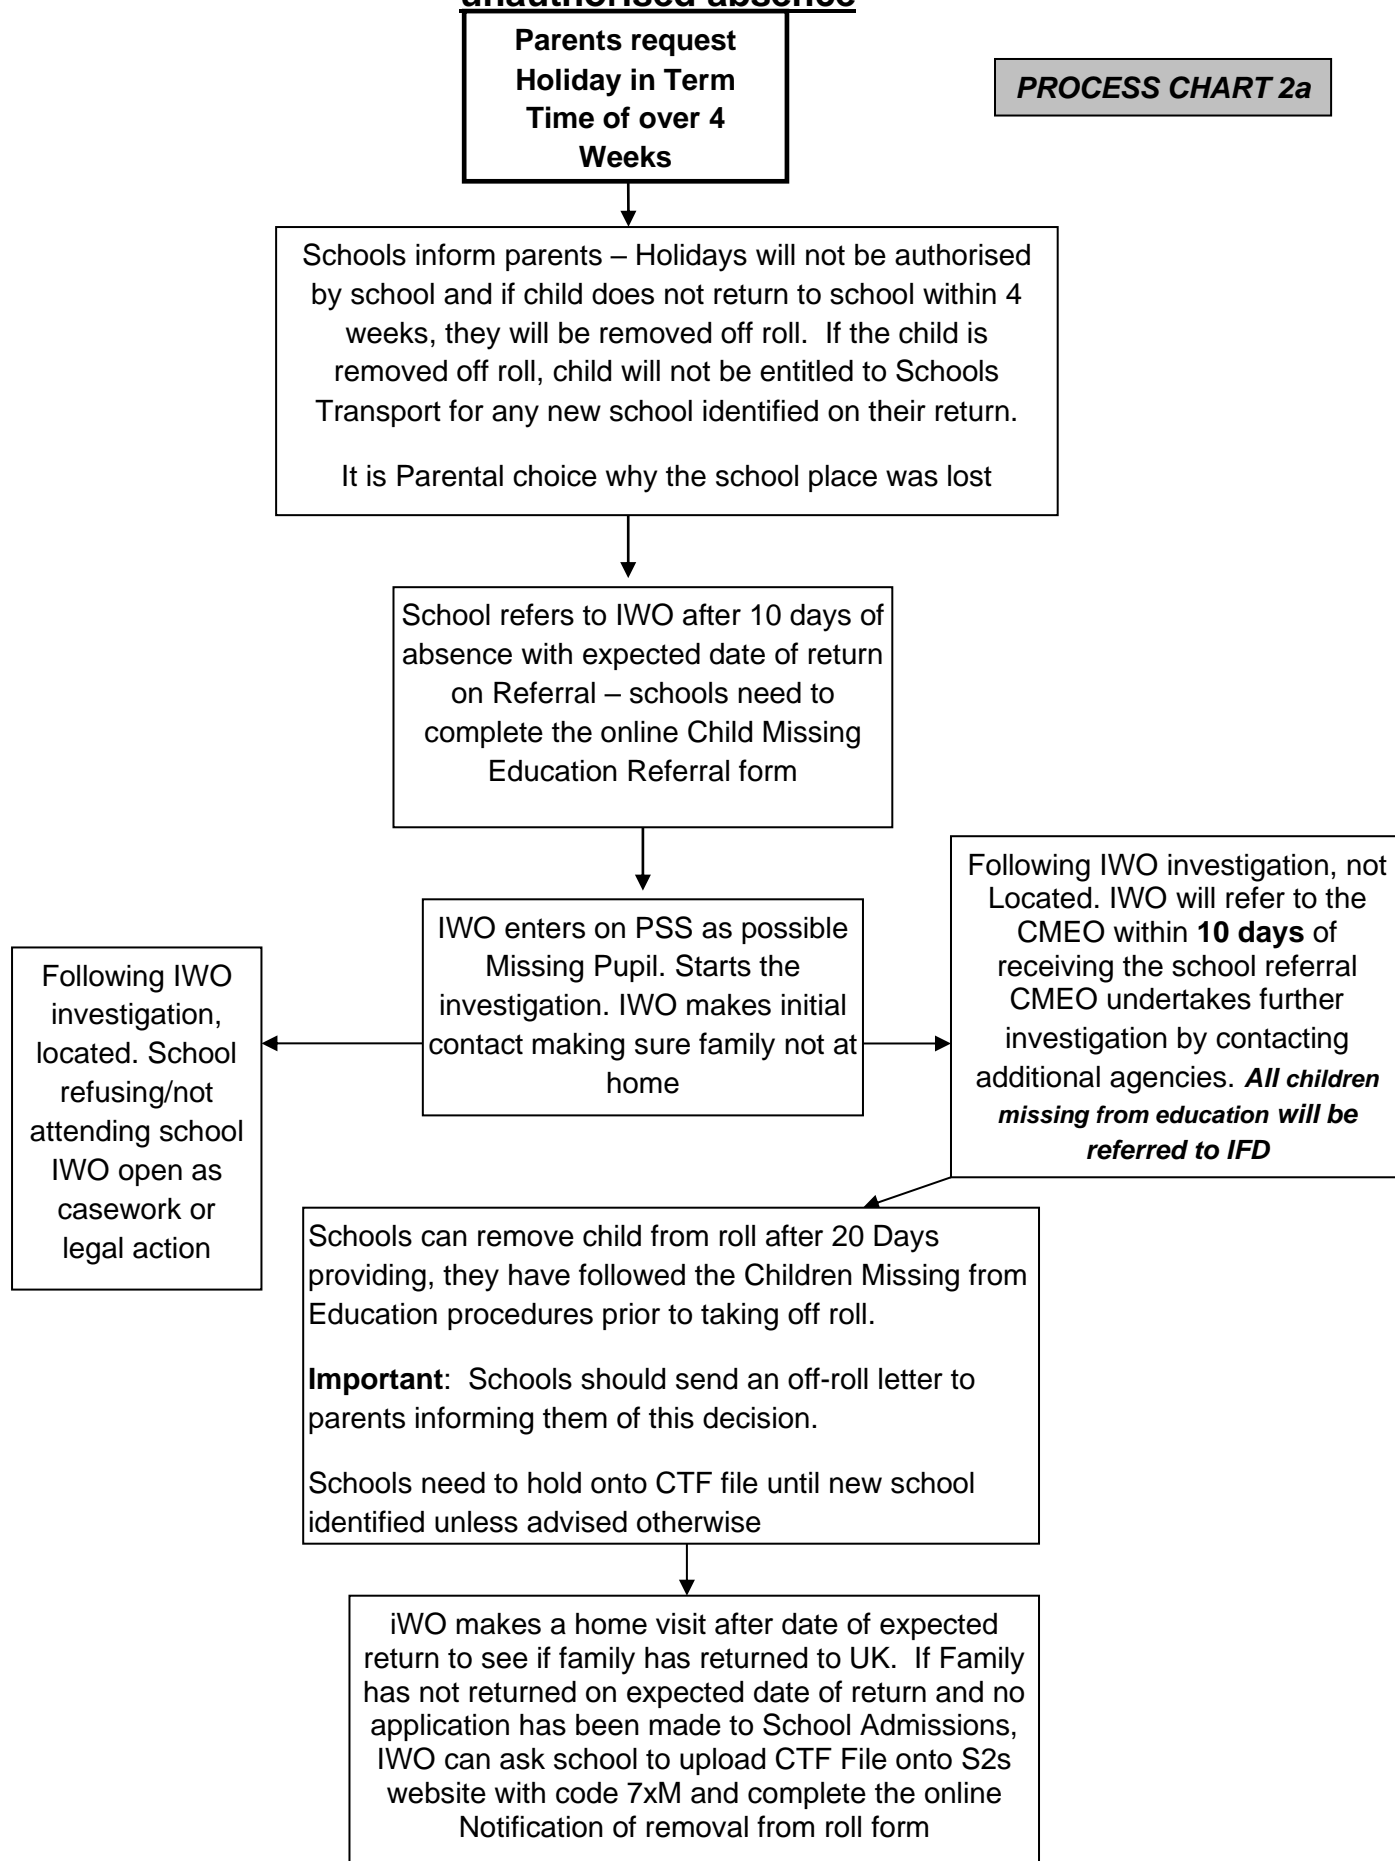 unauthorised absence
Parents request
Holiday in Term
Time of over 4
Weeks
PROCESS CHART 2a
Schools inform parents – Holidays will not be authorised
by school and if child does not return to school within 4
weeks, they will be removed off roll.  If the child is
removed off roll, child will not be entitled to Schools
Transport for any new school identified on their return.
It is Parental choice why the school place was lost
School refers to IWO after 10 days of
absence with expected date of return
on Referral – schools need to
complete the online Child Missing
Education Referral form
IWO enters on PSS as possible
Missing Pupil. Starts the
investigation. IWO makes initial
contact making sure family not at
home
Following IWO
investigation,
located. School
refusing/not
attending school
IWO open as
casework or
legal action
Following IWO investigation, not
Located. IWO will refer to the
CMEO within 10 days of
receiving the school referral
CMEO undertakes further
investigation by contacting
additional agencies. All children
missing from education will be
referred to IFD
Schools can remove child from roll after 20 Days
providing, they have followed the Children Missing from
Education procedures prior to taking off roll.
Important:  Schools should send an off-roll letter to
parents informing them of this decision.
Schools need to hold onto CTF file until new school
identified unless advised otherwise
iWO makes a home visit after date of expected
return to see if family has returned to UK.  If Family
has not returned on expected date of return and no
application has been made to School Admissions,
IWO can ask school to upload CTF File onto S2s
website with code 7xM and complete the online
Notification of removal from roll form